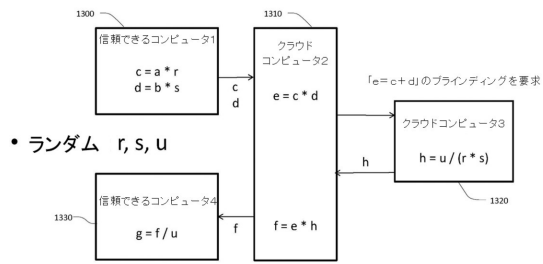 1300
信頼できるコンピュータ1
c=a * r
d=b * s
c
d
1310
クラウド
コンピュータ2
e=c * d
「e=c+d」のブラインディングを要求
クラウドコンピュータ3
h=u / (r * s)
1320
h
• ランダム r, s, u
1330
信頼できるコンピュータ4
g=f / u
f
f=e * h